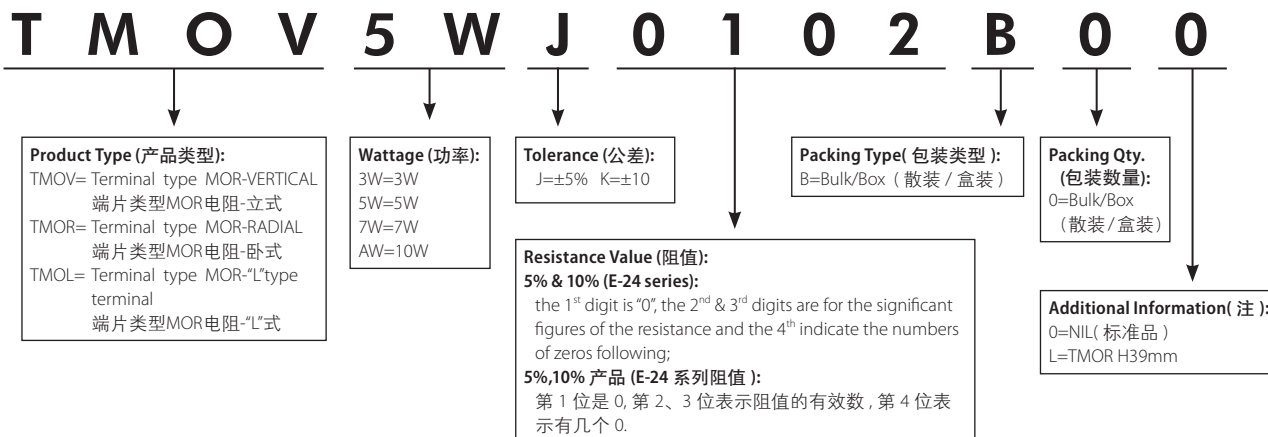 TMOV5WJ0102B00
Product Type (产品类型):
TMOV= Terminal type MOR-VERTICAL
端片类型MOR电阻-立式
TMOR= Terminal type MOR-RADIAL
端片类型MOR电阻-卧式
TMOL= Terminal type MOR-“L”type
terminal
端片类型MOR电阻-“L”式
Wattage (功率):
3W=3W
5W=5W
7W=7W
AW=10W
Tolerance (公差):
J=±5% K=±10
Resistance Value (阻值):
5% & 10% (E-24 series):
the 1st digit is “0”, the 2nd & 3rd digits are for the significant
figures of the resistance and the 4th indicate the numbers
of zeros following;
5%,10% 产品 (E-24 系列阻值 ):
第 1 位是 0, 第 2、3 位表示阻值的有效数 , 第 4 位表
示有几个 0.
Packing Type( 包装类型 ):
B=Bulk/Box ( 散装 / 盒装 )
Packing Qty.
(包装数量):
0=Bulk/Box
(散装/盒装)
Additional Information( 注 ):
0=NIL( 标准品 )
L=TMOR H39mm